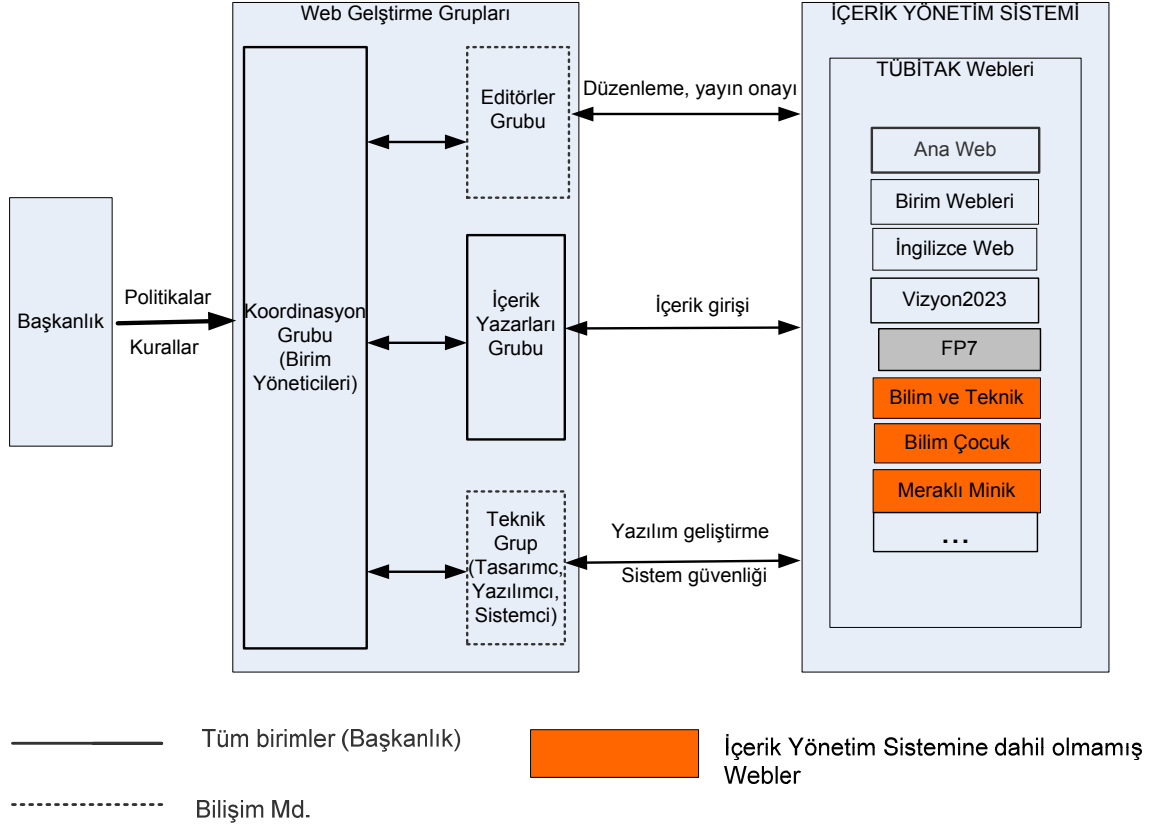 Web Gelştirme Grupları
İÇERİK YÖNETİM SİSTEMİ
TÜBİTAK Webleri
Başkanlık
Politikalar
Kurallar
Koordinasyon
Grubu
(Birim
Yöneticileri)
Editörler
Grubu
İçerik
Yazarları
Grubu
Teknik
Grup
(Tasarımc,
Yazılımcı,
Sistemci)
Düzenleme, yayın onayı
İçerik girişi
Yazılım geliştirme
Sistem güvenliği
Ana Web
Birim Webleri
İngilizce Web
Vizyon2023
FP7
Bilim ve Teknik
Bilim Çocuk
Meraklı Minik
...
Tüm birimler (Başkanlık)
Bilişim Md.
İçerik Yönetim Sistemine dahil olmamış
Webler